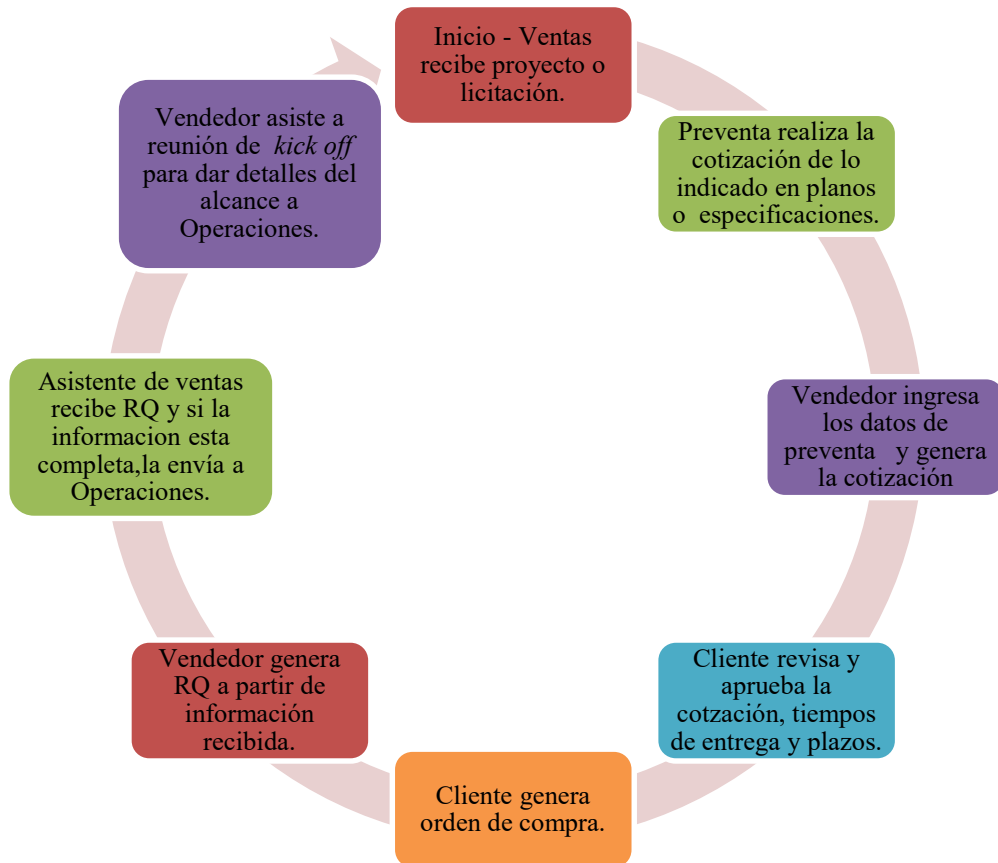 Inicio - Ventas
recibe proyecto o
licitación.
Preventa realiza la
cotización de lo
indicado en planos
o especificaciones.
Vendedor ingresa
los datos de
preventa y genera
la cotización
Cliente revisa y
aprueba la
cotzación, tiempos
de entrega y plazos.
Cliente genera
orden de compra.
Vendedor genera
RQ a partir de
información
recibida.
Asistente de ventas
recibe RQ y si la
informacion esta
completa,la envía a
Operaciones.
Vendedor asiste a
reunión de kick off
para dar detalles del
alcance a
Operaciones.